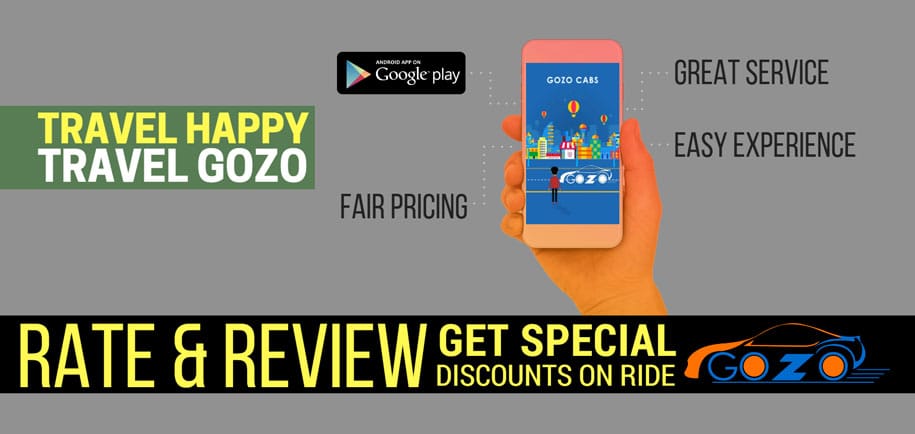 ANDROID APP ON
Google play
GOZO CABS
GREAT SERVICE
TRAVEL HAPPY
TRAVEL GOZO
EASY EXPERIENCE
GOZO
FAIR PRICING
RATE & REVIEW
GET SPECIAL
DISCOUNTS ON RIDE
GOZO